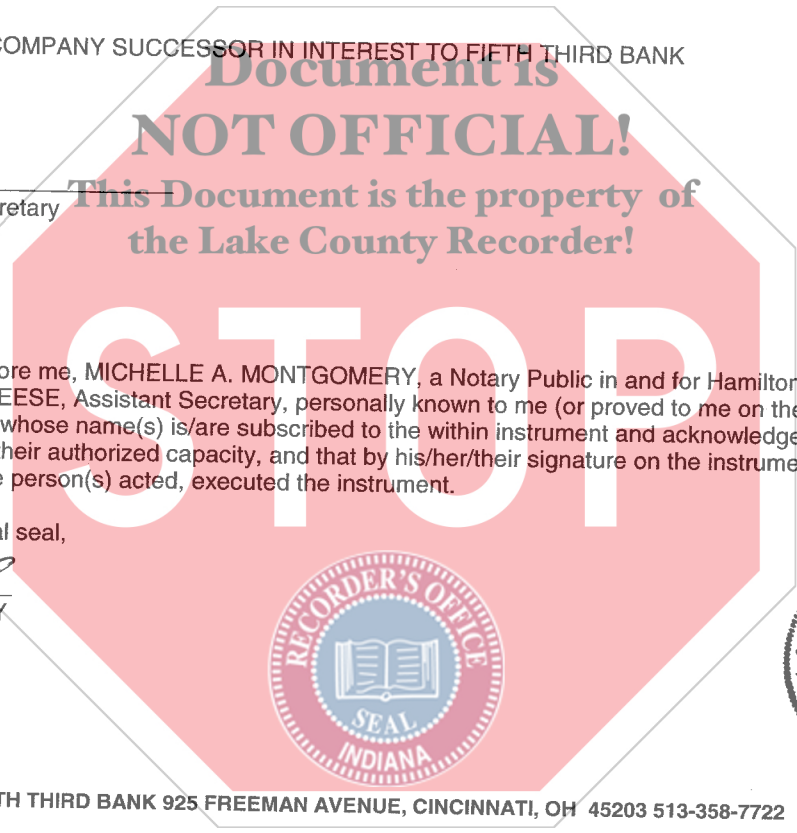 COMPANY SUCCESSOR IN INTEREST TO FIFTH THIRD BANK
Document is
NOT OFFICIAL!
This Document is the property of
the Lake County Recorder!
retary
STOP
ore me, MICHELLE A. MONTGOMERY, a Notary Public in and for Hamilton
EESE, Assistant Secretary, personally known to me (or proved to me on the
whose name(s) is/are subscribed to the within instrument and acknowledge
their authorized capacity, and that by his/her/their signature on the instrume
e person(s) acted, executed the instrument.
al seal,
Y
RECORDER'S OFFICE
SEAL
INDIANA
TH THIRD BANK 925 FREEMAN AVENUE, CINCINNATI, OH 45203 513-358-7722